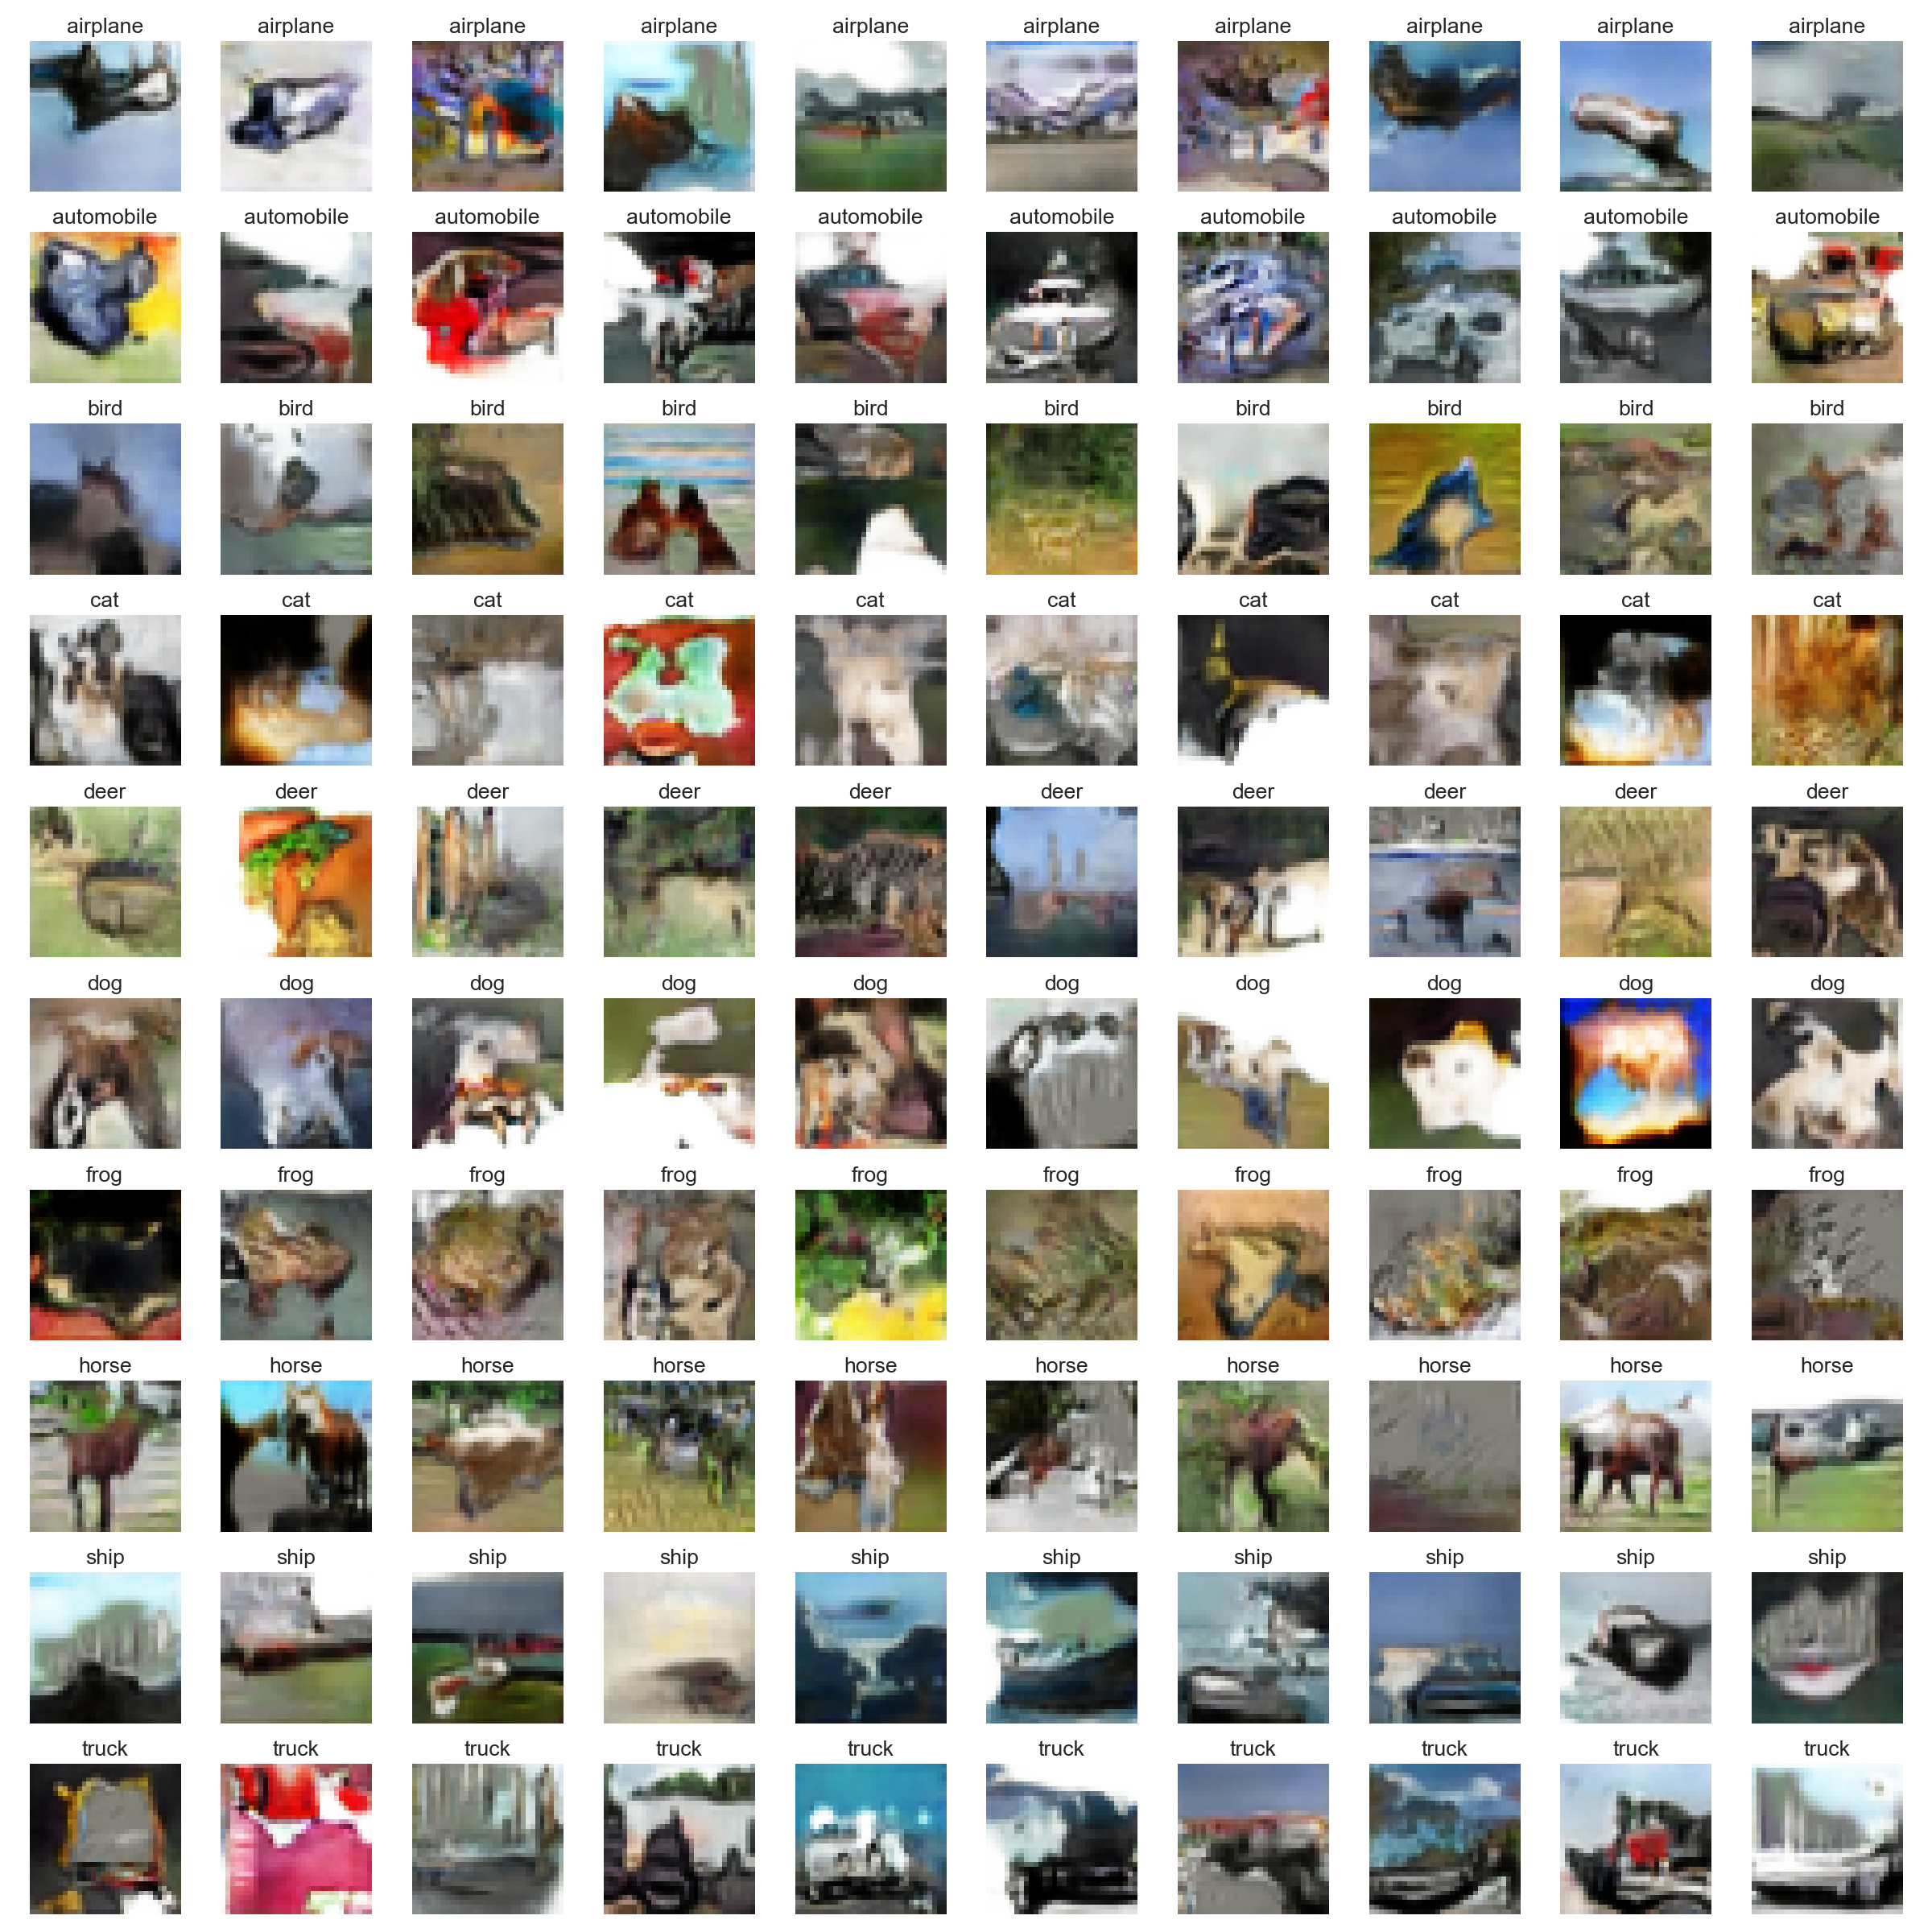 airplane airplane airplane airplane airplane airplane airplane airplane airplane airplane
automobile automobile automobile automobile automobile automobile automobile automobile automobile automobile
bird bird bird bird bird bird bird bird bird bird
cat cat cat cat cat cat cat cat cat cat
deer deer deer deer deer deer deer deer deer deer
dog dog dog dog dog dog dog dog dog dog
frog frog frog frog frog frog frog frog frog frog
horse horse horse horse horse horse horse horse horse horse
ship ship ship ship ship ship ship ship ship ship
truck truck truck truck truck truck truck truck truck truck